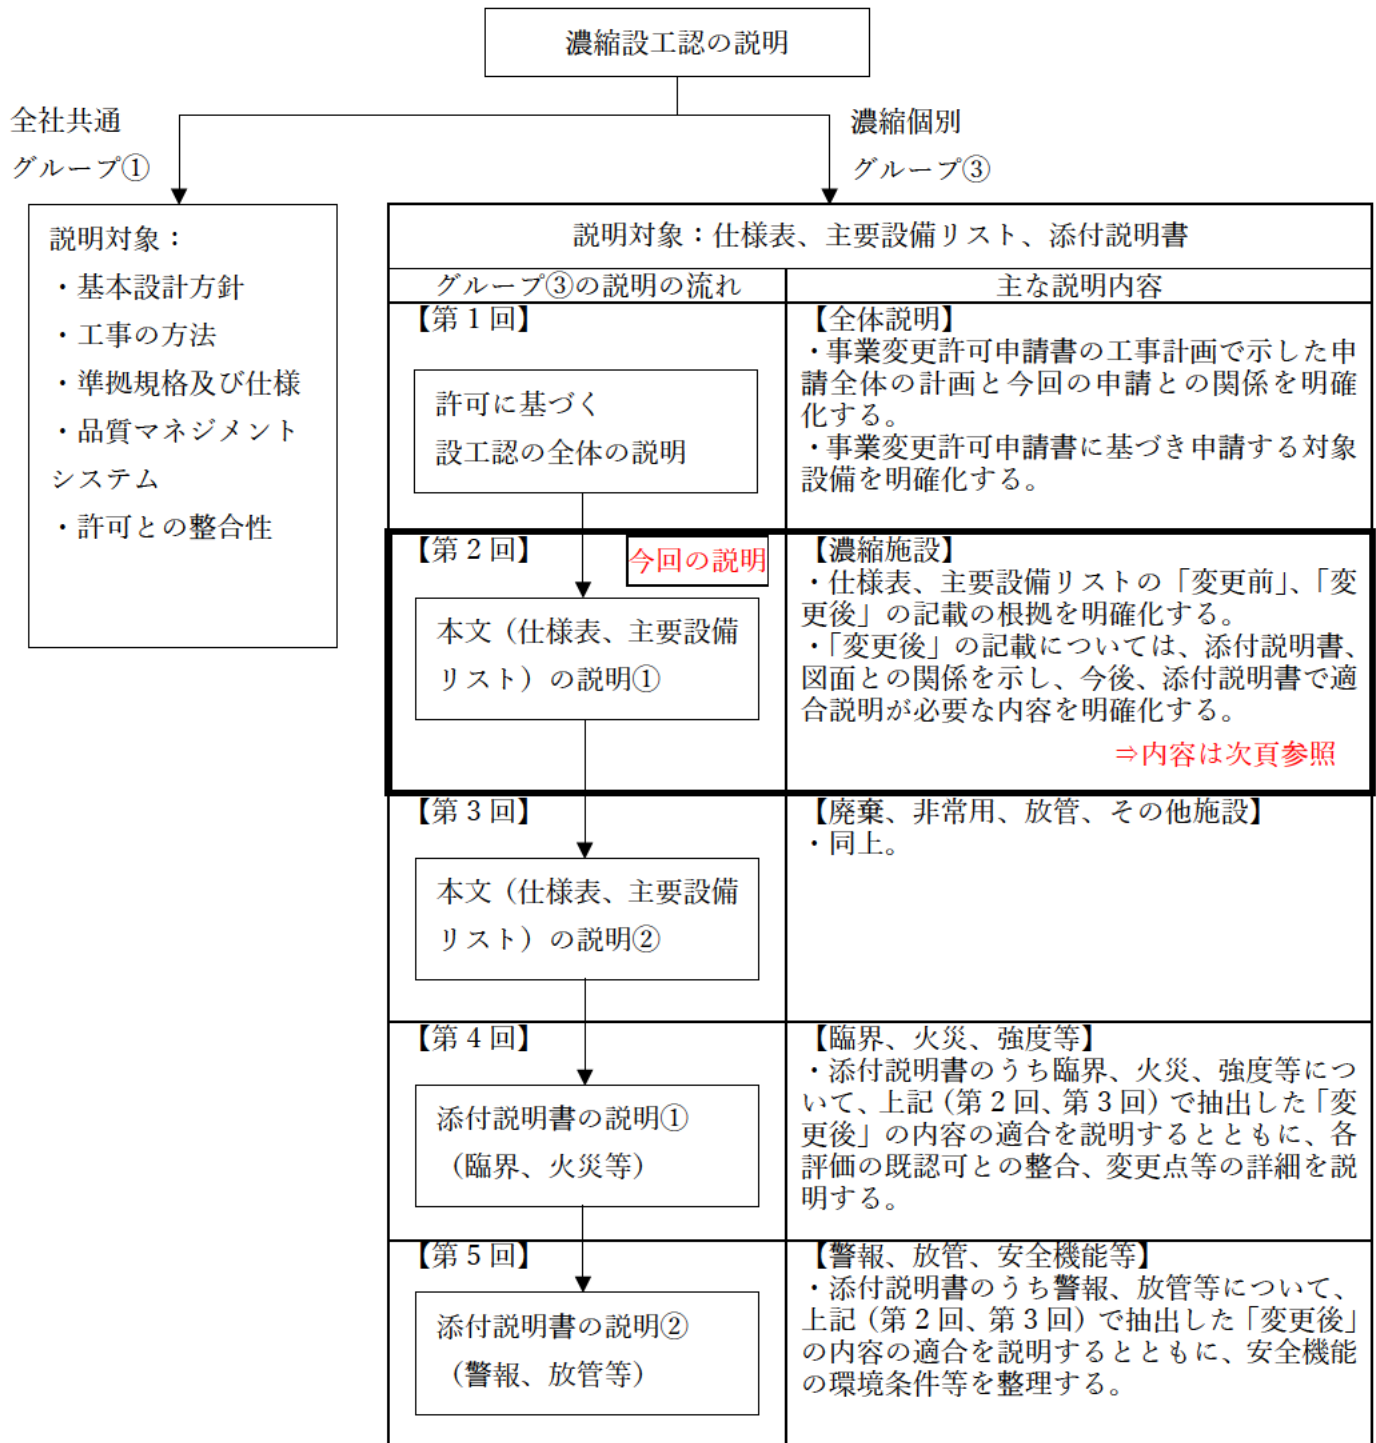 濃縮設工認の説明
全社共通
グループ①
濃縮個別
グループ③
説明対象：
・基本設計方針
・工事の方法
・準拠規格及び仕様
・品質マネジメント
システム
・許可との整合性
説明対象：仕様表、主要設備リスト、添付説明書
グループ③の説明の流れ
主な説明内容
【第１回】
許可に基づく
設工認の全体の説明
【全体説明】
・事業変更許可申請書の工事計画で示した申
請全体の計画と今回の申請との関係を明確
化する。
・事業変更許可申請書に基づき申請する対象
設備を明確化する。
【第２回】
今回の説明
本文（仕様表、主要設備
リスト）の説明①
【濃縮施設】
・仕様表、主要設備リストの「変更前」、「変
更後」の記載の根拠を明確化する。
・「変更後」の記載については、添付説明書、
図面との関係を示し、今後、添付説明書で適
合説明が必要な内容を明確化する。
⇒内容は次頁参照
【第３回】
本文（仕様表、主要設備
リスト）の説明②
【廃棄、非常用、放管、その他施設】
・同上。
【第４回】
添付説明書の説明①
（臨界、火災等）
【臨界、火災、強度等】
・添付説明書のうち臨界、火災、強度等につ
いて、上記（第２回、第３回）で抽出した「変
更後」の内容の適合を説明するとともに、各
評価の既認可との整合、変更点等の詳細を説
明する。
【第５回】
添付説明書の説明②
（警報、放管等）
【警報、放管、安全機能等】
・添付説明書のうち警報、放管等について、
上記（第２回、第３回）で抽出した「変更後」
の内容の適合を説明するとともに、安全機能
の環境条件等を整理する。